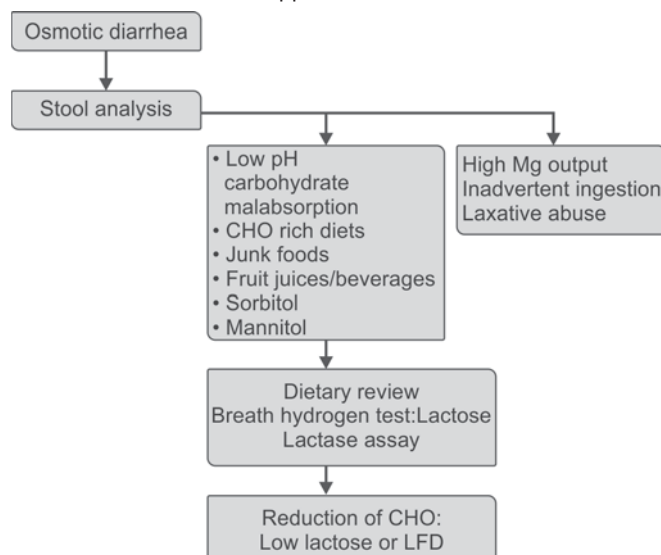 Osmotic diarrhea
Stool analysis
• Low pH
carbohydrate
malabsorption
• CHO rich diets
• Junk foods
• Fruit juices/beverages
• Sorbitol
• Mannitol
High Mg output
Inadvertent ingestion
Laxative abuse
Dietary review
Breath hydrogen test:Lactose
Lactase assay
Reduction of CHO:
Low lactose or LFD